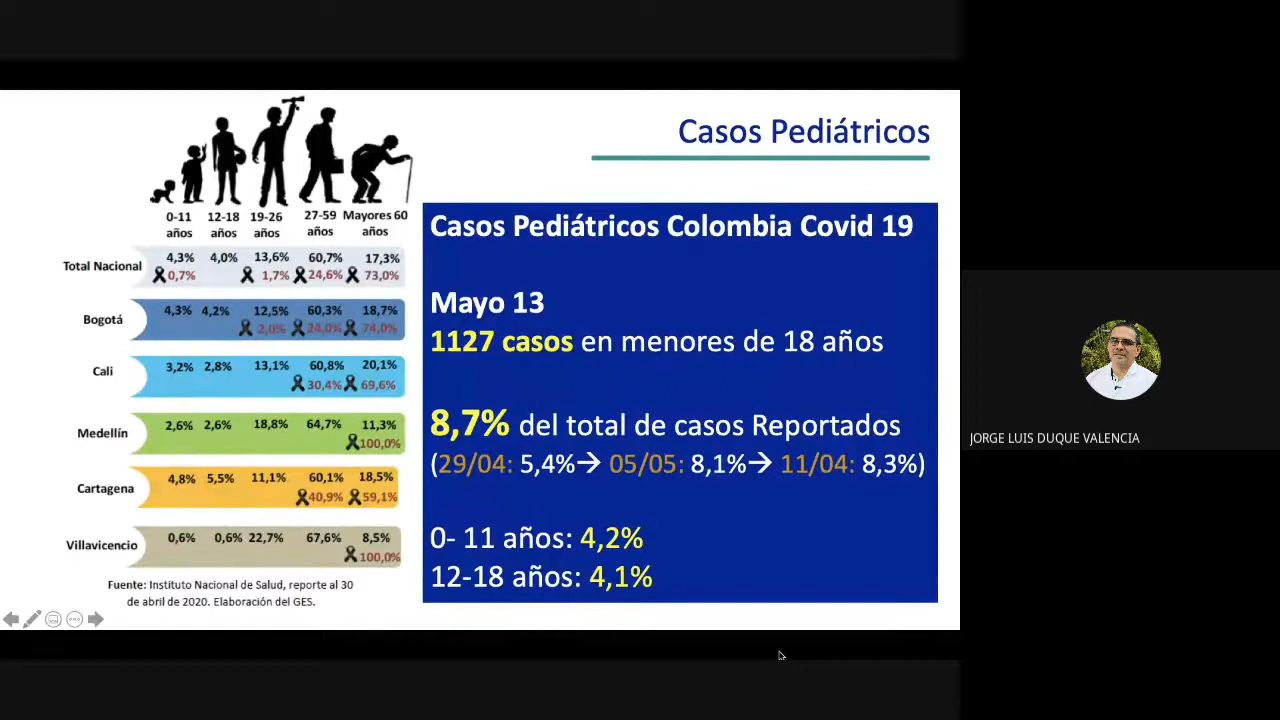 Casos Pediátricos
0-11 12-18 19-26 27-59 Mayores 60
años años años años años
4,3% 4,0% 13,6% 60,7% 17,3%
Total Nacional
0,7% 1,7% 24,6% 73,0%
4,3% 4,2% 12,5% 60,3% 18,7%
Bogotá
2,0% 24,0% 74,0%
3,2% 2,8% 13,1% 60,8% 20,1%
Cali
30,4% 69,6%
2,6% 2,6% 18,8% 64,7% 11,3%
Medellín
100,0%
4,8% 5,5% 11,1% 60,1% 18,5%
Cartagena
40,9% 59,1%
0,6% 0,6% 22,7% 67,6% 8,5%
Villavicencio
100,0%
Fuente: Instituto Nacional de Salud, reporte al 30
de abril de 2020. Elaboración del GES.
Casos Pediátricos Colombia Covid 19
Mayo 13
1127 casos en menores de 18 años
8,7% del total de casos Reportados
(29/04: 5,4%→ 05/05: 8,1%→ 11/04: 8,3%)
0- 11 años: 4,2%
12-18 años: 4,1%
JORGE LUIS DUQUE VALENCIA